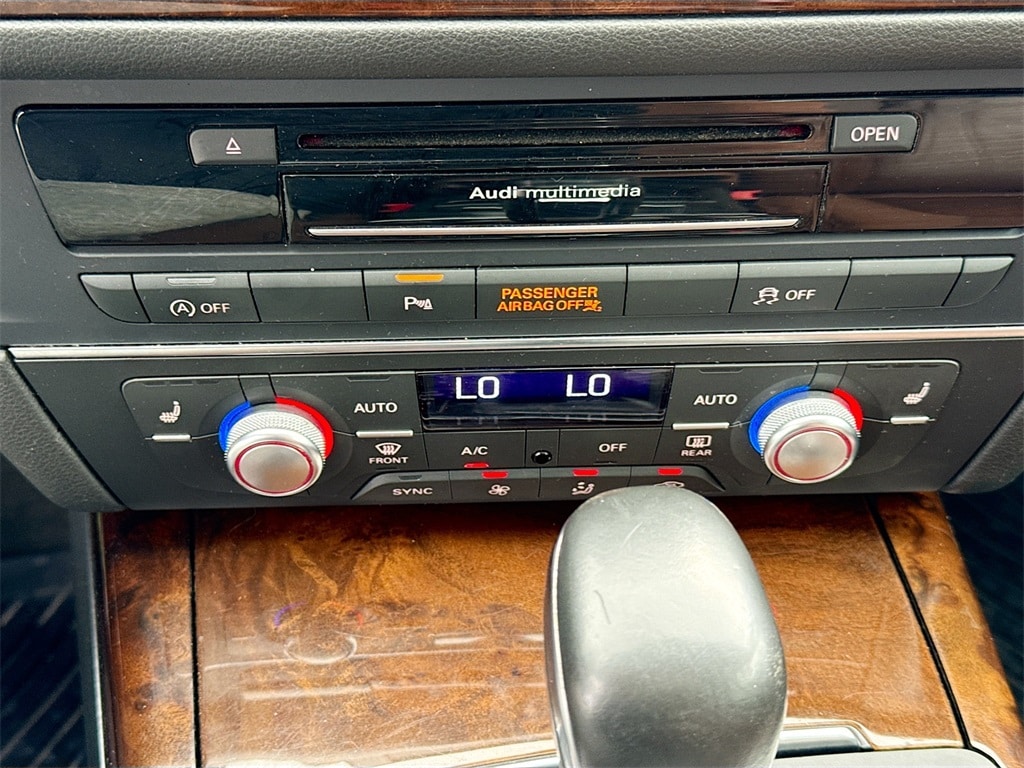 OPEN
Audi multimedia
OFF
P
PASSENGER
AIRBAG OFF
OFF
LO LO
AUTO
AUTO
FRONT
A/C
OFF
REAR
SYNC